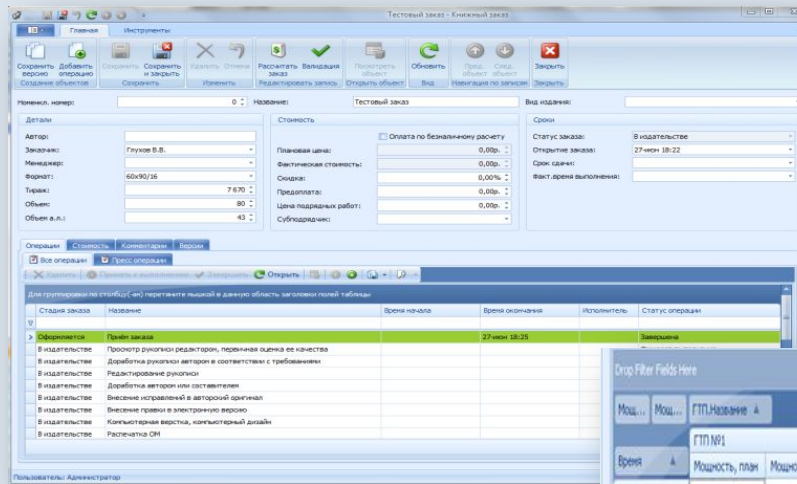 Тестовый заказ - Книжный заказ
Главная Инструменты
Сохранить версию Добавить операцию Сохранить Сохранить и закрыть Удалить Отмена Рассчитать заказ Валидация Посмотреть объект Обновить Пред. объект След. объект Закрыть
Создание объектов Сохранить Изменить Редактировать запись Открыть объект Вид Навигация по записям Закрыть
Номенкл. номер: 0 Название: Тестовый заказ Вид издания:
Детали Стоимость Сроки
Автор: Оплата по безналичному расчету Статус заказа: В издательстве
Заказчик: Глухов В.В. Плановая цена: 0,00р. Открытие заказа: 27-июн 18:22
Менеджер: Фактическая стоимость: 0,00р. Срок сдачи:
Формат: 60x90/16 Скидка: 0,00% Факт.время выполнения:
Тираж: 7 670 Предоплата: 0,00р.
Объем: 80 Цена подрядных работ: 0,00р.
Объем а.л.: 43 Субподрядчик:
Операции Стоимость Комментарии Версии
Все операции Пресс операции
Удалить Принять к выполнению Завершить Открыть
Для группировки по столбцу(-ам) перетяните мышкой в данную область заголовки полей таблицы
Стадия заказа Название Время начала Время окончания Исполнитель Статус операции
Оформляется Приём заказа 27-июн 18:25 Завершена
В издательстве Просмотр рукописи редактором, первичная оценка ее качества
В издательстве Доработка рукописи автором в соответствии с требованиями
В издательстве Редактирование рукописи
В издательстве Доработка автором или составителем
В издательстве Внесение исправлений в авторский оригинал
В издательстве Внесение правки в электронную версию
В издательстве Компьютерная верстка, компьютерный дизайн
В издательстве Распечатка ОМ
Пользователь: Администратор
Drop Filter Fields Here
Мощ... Мощ... ГТП.Название
ГТП №1
Время Мощность, план